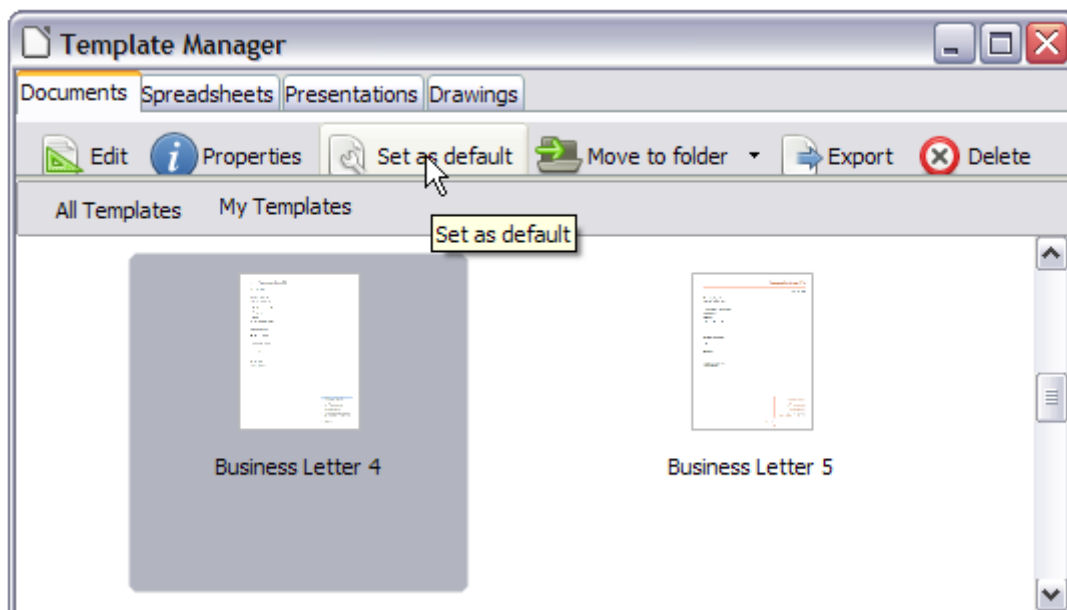 Template Manager
Documents Spreadsheets Presentations Drawings
Edit Properties Set as default Move to folder Export Delete
All Templates My Templates
Set as default
Business Letter 4 Business Letter 5